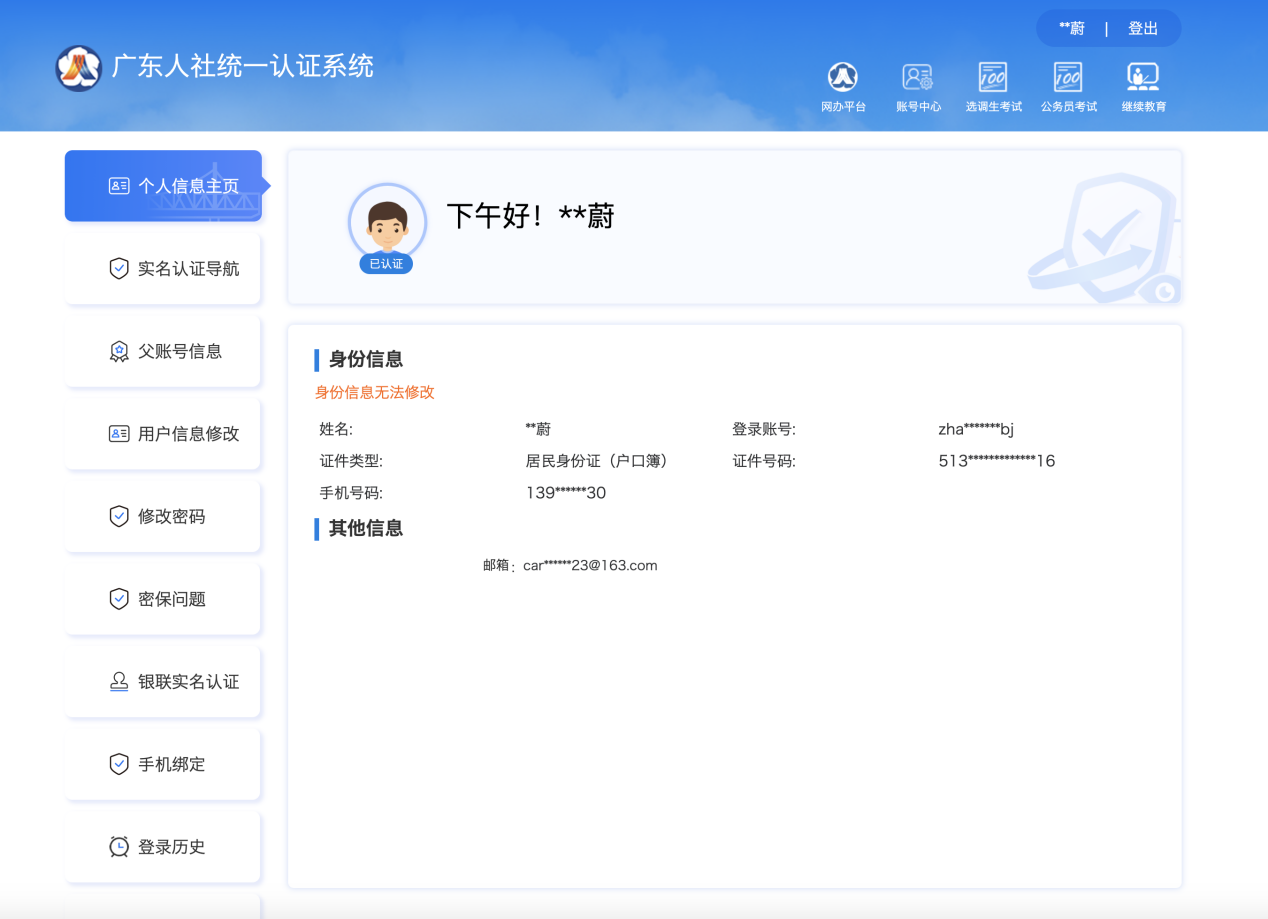 **蔚 | 登出
广东人社统一认证系统
网办平台 账号中心 选调生考试 公务员考试 继续教育
个人信息主页
实名认证导航
父账号信息
用户信息修改
修改密码
密保问题
银联实名认证
手机绑定
登录历史
下午好！**蔚
已认证
身份信息
身份信息无法修改
姓名: **蔚 登录账号: zha*******bj
证件类型: 居民身份证（户口簿） 证件号码: 513*************16
手机号码: 139******30
其他信息
邮箱：car******23@163.com